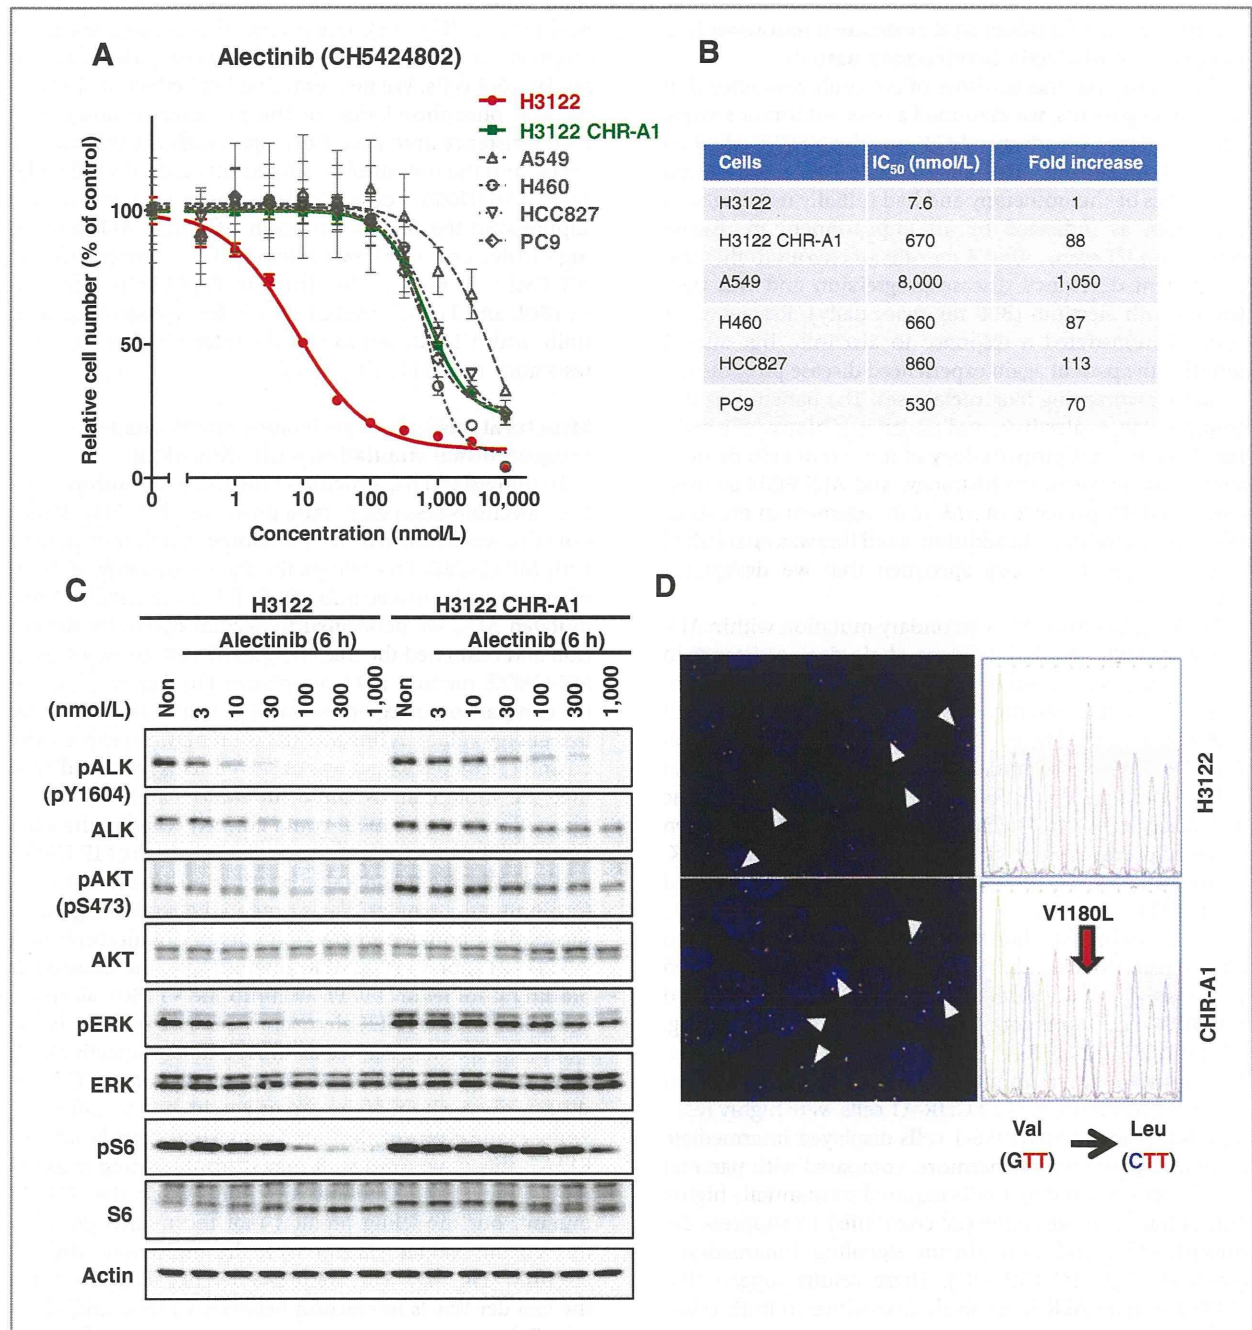 A
Alectinib (CH5424802)
H3122
H3122 CHR-A1
A549
H460
HCC827
PC9
Relative cell number (% of control)
100
50
0
0
1
10
100
1,000
10,000
Concentration (nmol/L)
B
Cells IC50 (nmol/L) Fold increase
H3122 7.6 1
H3122 CHR-A1 670 88
A549 8,000 1,050
H460 660 87
HCC827 860 113
PC9 530 70
C
H3122 H3122 CHR-A1
Alectinib (6 h) Alectinib (6 h)
(nmol/L) Non 3 10 30 100 300 1,000 Non 3 10 30 100 300 1,000
pALK
(pY1604)
ALK
pAKT
(pS473)
AKT
pERK
ERK
pS6
S6
Actin
D
H3122
V1180L
CHR-A1
Val Leu
(GTT) (CTT)